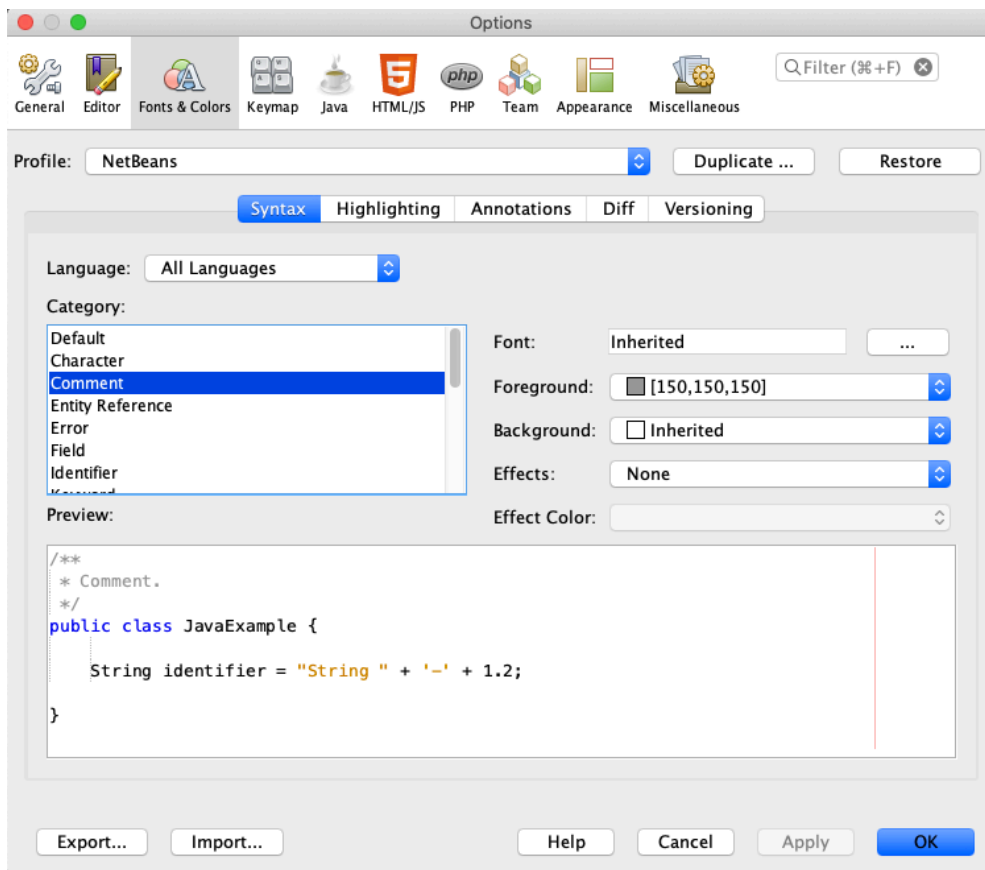 Options
Filter (⌘+F)
General Editor Fonts & Colors Keymap Java HTML/JS PHP Team Appearance Miscellaneous
Profile: NetBeans Duplicate ... Restore
Syntax Highlighting Annotations Diff Versioning
Language: All Languages
Category:
Default
Character
Comment
Entity Reference
Error
Field
Identifier
Font: Inherited ...
Foreground: [150,150,150]
Background: Inherited
Effects: None
Effect Color:
Preview:
/**
* Comment.
*/
public class JavaExample {
String identifier = "String " + '-' + 1.2;
}
Export... Import... Help Cancel Apply OK